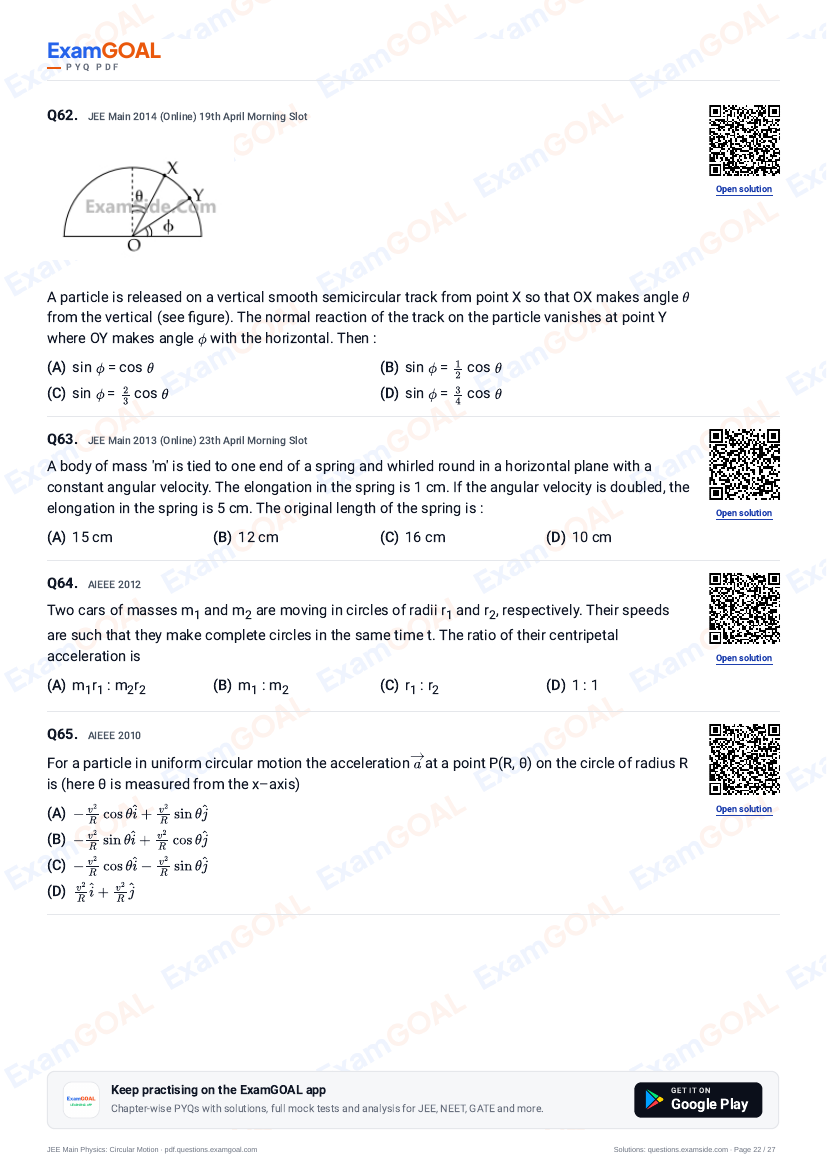 ExamGOAL
PYQ PDF
Q62. JEE Main 2014 (Online) 19th April Morning Slot
Open solution
X
Y
θ
ExamSide.Com
ϕ
O
A particle is released on a vertical smooth semicircular track from point X so that OX makes angle θ
from the vertical (see figure). The normal reaction of the track on the particle vanishes at point Y
where OY makes angle ϕ with the horizontal. Then :
(A) sin ϕ = cos θ
(B) sin ϕ = 1/2 cos θ
(C) sin ϕ = 2/3 cos θ
(D) sin ϕ = 3/4 cos θ
Q63. JEE Main 2013 (Online) 23th April Morning Slot
Open solution
A body of mass 'm' is tied to one end of a spring and whirled round in a horizontal plane with a
constant angular velocity. The elongation in the spring is 1 cm. If the angular velocity is doubled, the
elongation in the spring is 5 cm. The original length of the spring is :
(A) 15 cm
(B) 12 cm
(C) 16 cm
(D) 10 cm
Q64. AIEEE 2012
Open solution
Two cars of masses m₁ and m₂ are moving in circles of radii r₁ and r₂, respectively. Their speeds
are such that they make complete circles in the same time t. The ratio of their centripetal
acceleration is
(A) m₁r₁ : m₂r₂
(B) m₁ : m₂
(C) r₁ : r₂
(D) 1 : 1
Q65. AIEEE 2010
Open solution
For a particle in uniform circular motion the acceleration a⃗ at a point P(R, θ) on the circle of radius R
is (here θ is measured from the x−axis)
(A) −v²/R cos θî + v²/R sin θĵ
(B) −v²/R sin θî + v²/R cos θĵ
(C) −v²/R cos θî − v²/R sin θĵ
(D) v²/R î + v²/R ĵ
Keep practising on the ExamGOAL app
Chapter-wise PYQs with solutions, full mock tests and analysis for JEE, NEET, GATE and more.
GET IT ON
Google Play
JEE Main Physics: Circular Motion · pdf.questions.examgoal.com
Solutions: questions.examside.com · Page 22 / 27